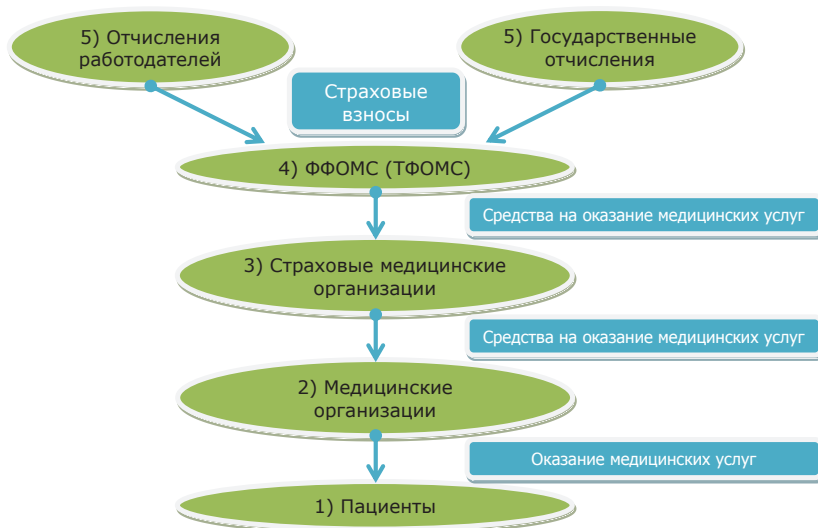 5) Отчисления
работодателей
5) Государственные
отчисления
Страховые
взносы
4) ФФОМС (ТФОМС)
Средства на оказание медицинских услуг
3) Страховые медицинские
организации
Средства на оказание медицинских услуг
2) Медицинские
организации
Оказание медицинских услуг
1) Пациенты